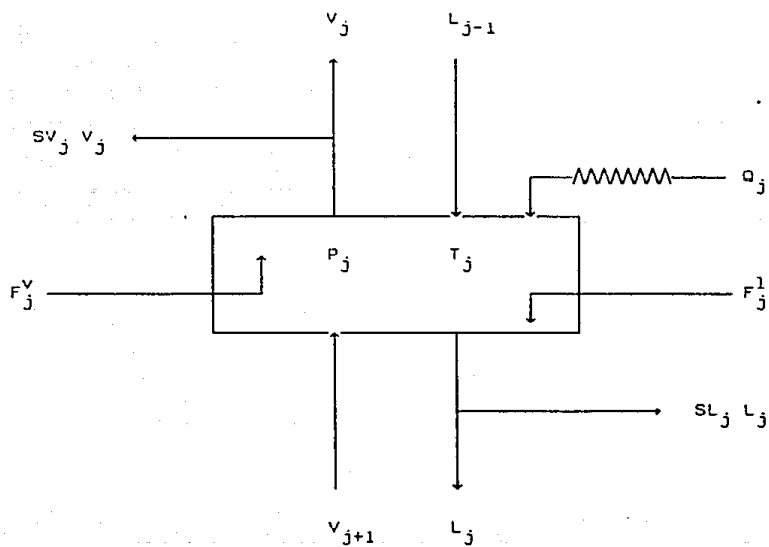 V_j L_{j-1}
SV_j V_j
Q_j
P_j T_j
F_j^v F_j^l
SL_j L_j
V_{j+1} L_j